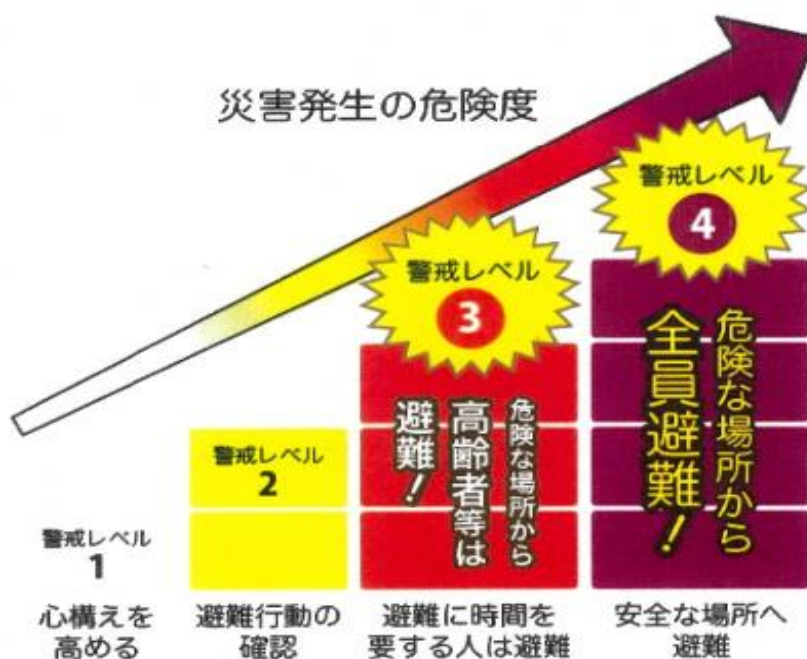 災害発生の危険度
警戒レベル
1
心構えを
高める
警戒レベル
2
避難行動の
確認
警戒レベル
3
危険な場所から
高齢者等は
避難!
避難に時間を
要する人は避難
警戒レベル
4
危険な場所から
全員避難!
安全な場所へ
避難